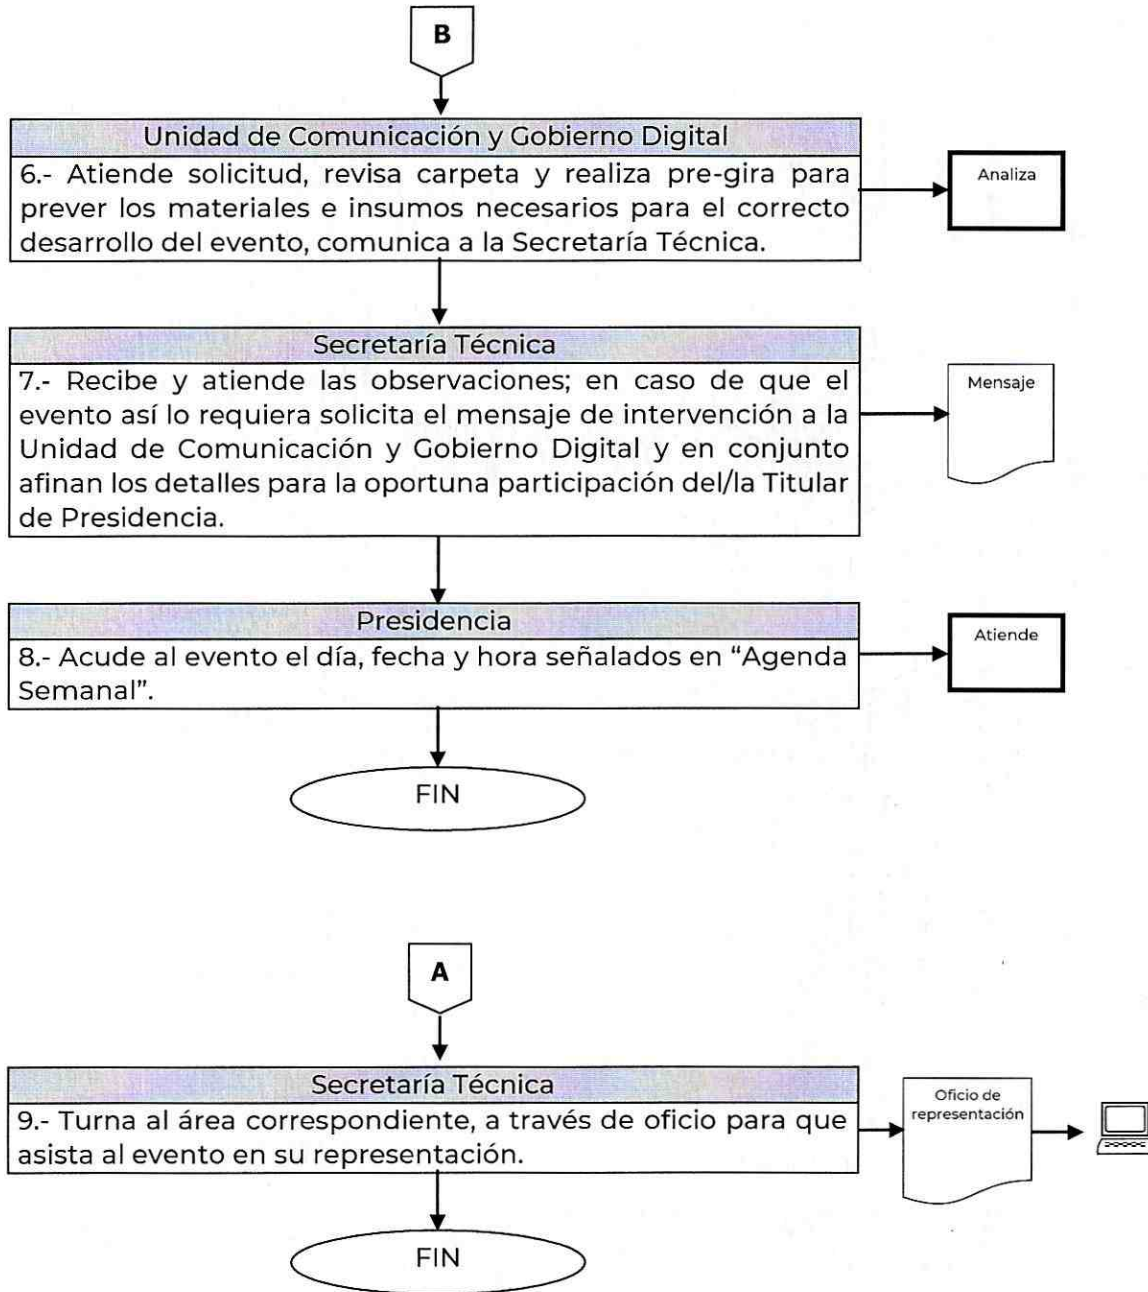 B
Unidad de Comunicación y Gobierno Digital
6.- Atiende solicitud, revisa carpeta y realiza pre-gira para
prever los materiales e insumos necesarios para el correcto
desarrollo del evento, comunica a la Secretaría Técnica.
Analiza
Secretaría Técnica
7.- Recibe y atiende las observaciones; en caso de que el
evento así lo requiera solicita el mensaje de intervención a la
Unidad de Comunicación y Gobierno Digital y en conjunto
afinan los detalles para la oportuna participación del/la Titular
de Presidencia.
Mensaje
Presidencia
8.- Acude al evento el día, fecha y hora señalados en “Agenda
Semanal”.
Atiende
FIN
A
Secretaría Técnica
9.- Turna al área correspondiente, a través de oficio para que
asista al evento en su representación.
Oficio de
representación
FIN